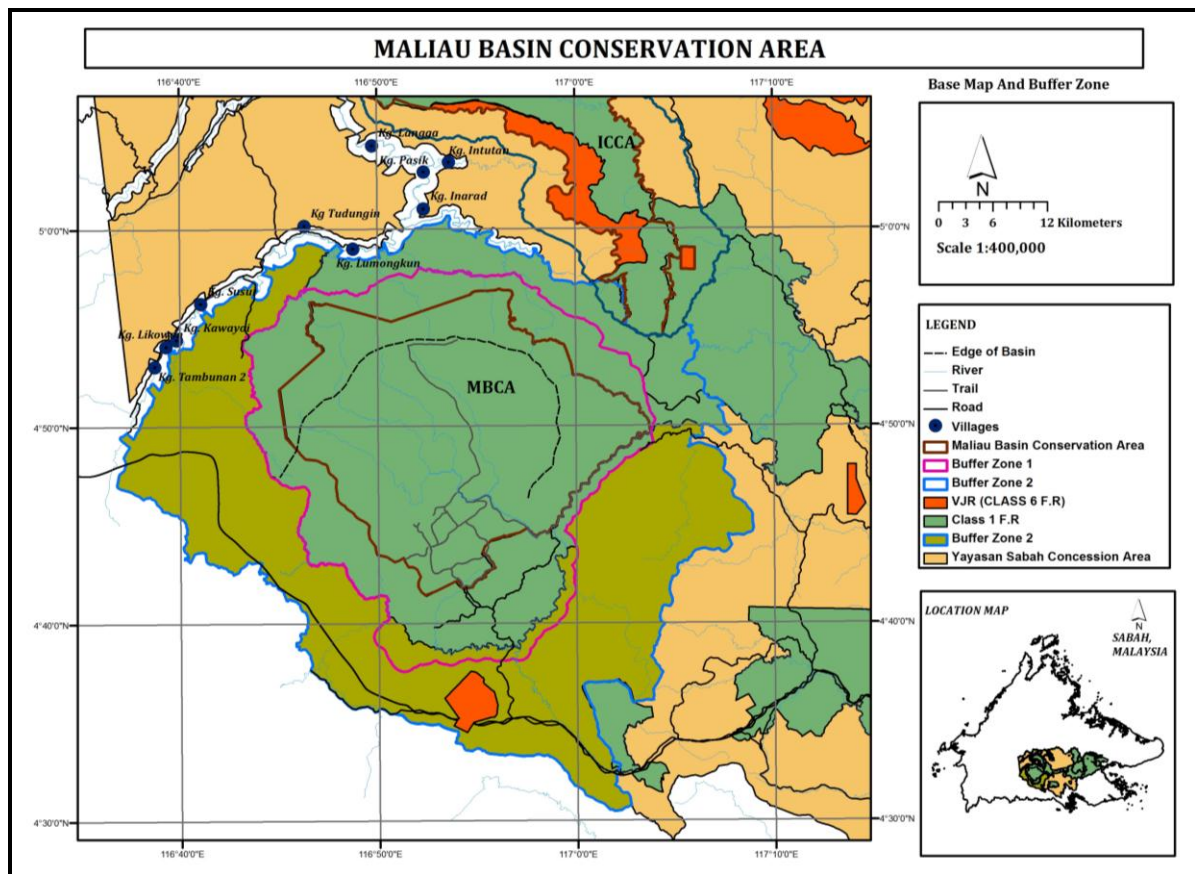 MALIAU BASIN CONSERVATION AREA
116°40'0"E
116°50'0"E
117°0'0"E
117°10'0"E
Kg. Langga
Kg. Pasik
Kg. Intutan
ICCA
Kg. Inarad
Kg Tudungin
5°0'0"N
5°0'0"N
Kg. Lumongkun
Kg. Susul
Kg. Kawayai
Kg. Tambunan 2
MBCA
4°50'0"N
4°50'0"N
4°40'0"N
4°40'0"N
4°30'0"N
4°30'0"N
116°40'0"E
116°50'0"E
117°0'0"E
117°10'0"E
Base Map And Buffer Zone
N
0 3 6 12 Kilometers
Scale 1:400,000
LEGEND
Edge of Basin
River
Trail
Road
Villages
Maliau Basin Conservation Area
Buffer Zone 1
Buffer Zone 2
VJR (CLASS 6 F.R)
Class 1 F.R
Buffer Zone 2
Yayasan Sabah Concession Area
LOCATION MAP
N
SABAH,
MALAYSIA